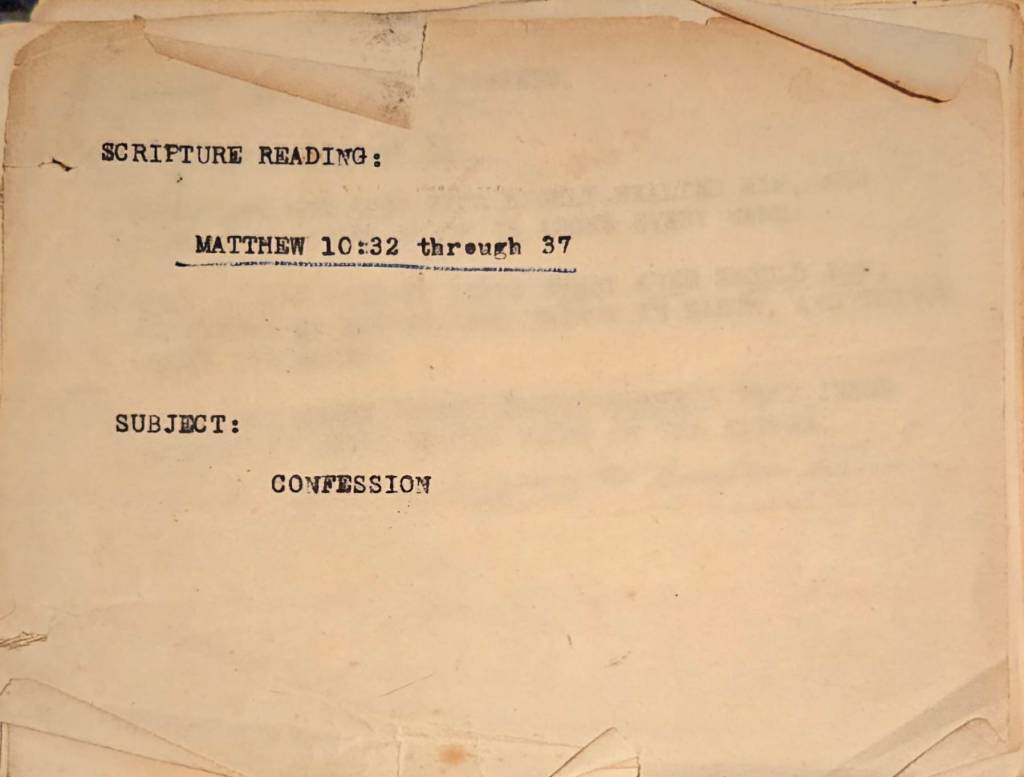 SCRIPTURE READING:
MATTHEW 10:32 through 37
SUBJECT:
CONFESSION